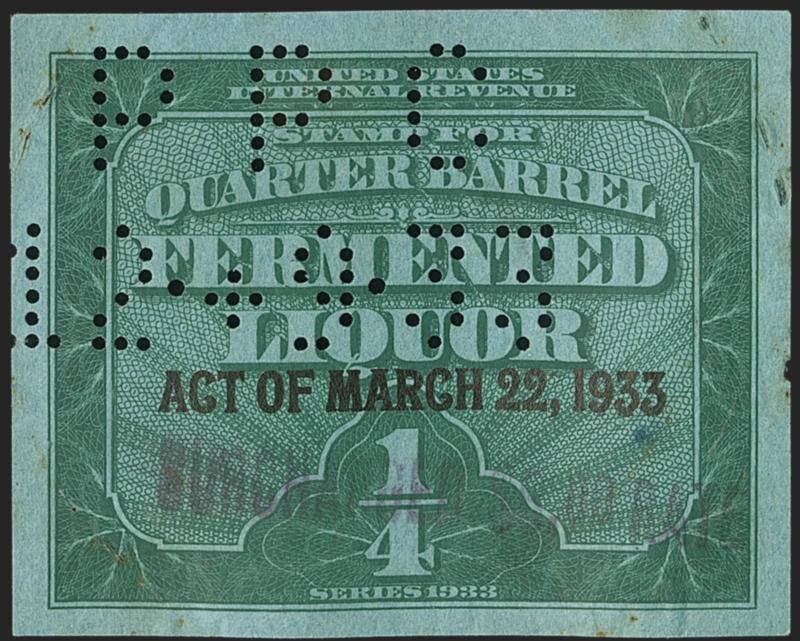 UNITED STATES
INTERNAL REVENUE
STAMP FOR
QUARTER BARREL
FERMENTED
LIQUOR
ACT OF MARCH 22, 1933
1/4
SERIES 1933